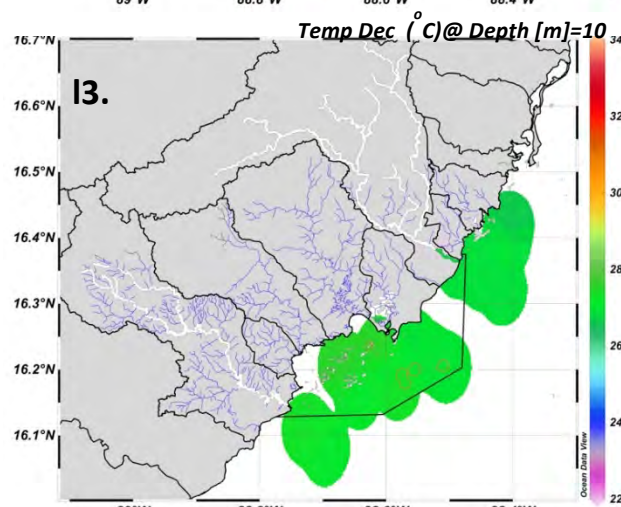 Temp Dec (°C)@ Depth [m]=10
16.7°N
34
I3.
16.6°N
32
16.5°N
30
16.4°N
28
16.3°N
26
16.2°N
24
16.1°N
22
Ocean Data View